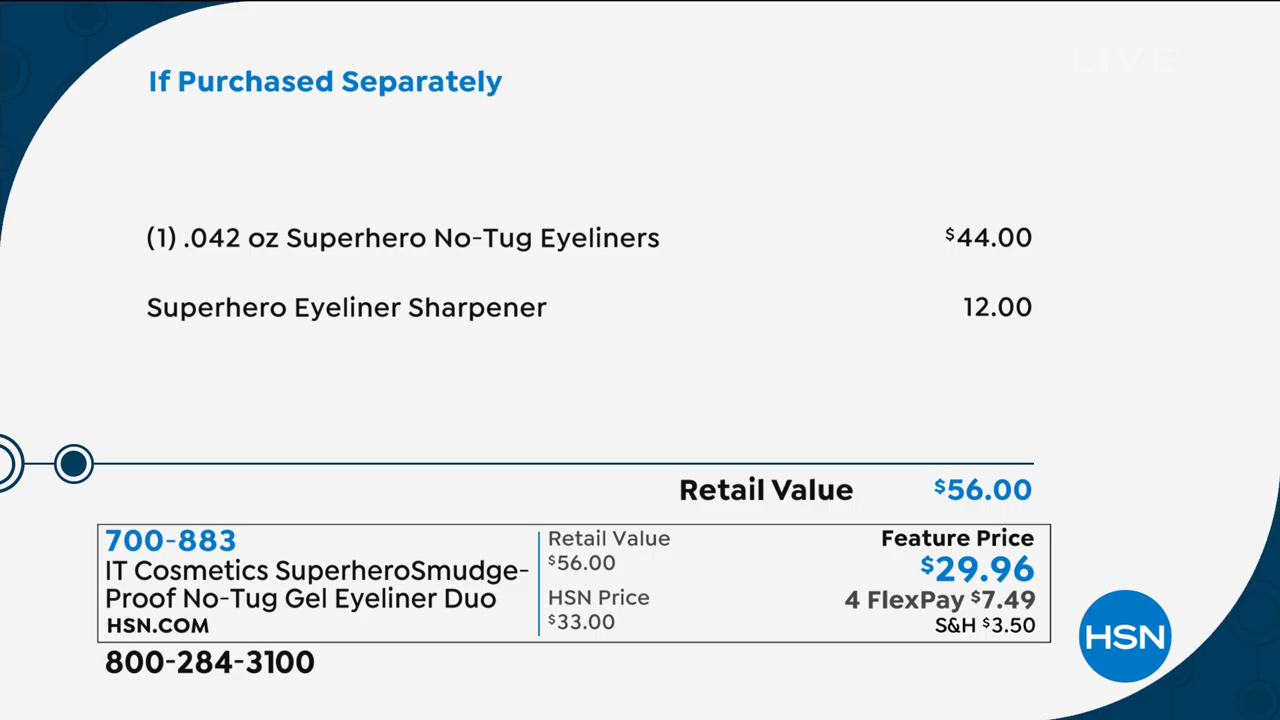 LIVE
If Purchased Separately
(1) .042 oz Superhero No-Tug Eyeliners $44.00
Superhero Eyeliner Sharpener 12.00
Retail Value $56.00
700-883
IT Cosmetics SuperheroSmudge-
Proof No-Tug Gel Eyeliner Duo
HSN.COM
Retail Value
$56.00
HSN Price
$33.00
Feature Price
$29.96
4 FlexPay $7.49
S&H $3.50
800-284-3100
HSN